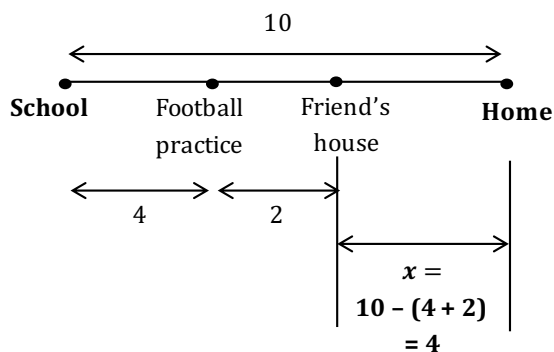 10
School
Football
practice
Friend’s
house
Home
4
2
x =
10 – (4 + 2)
= 4